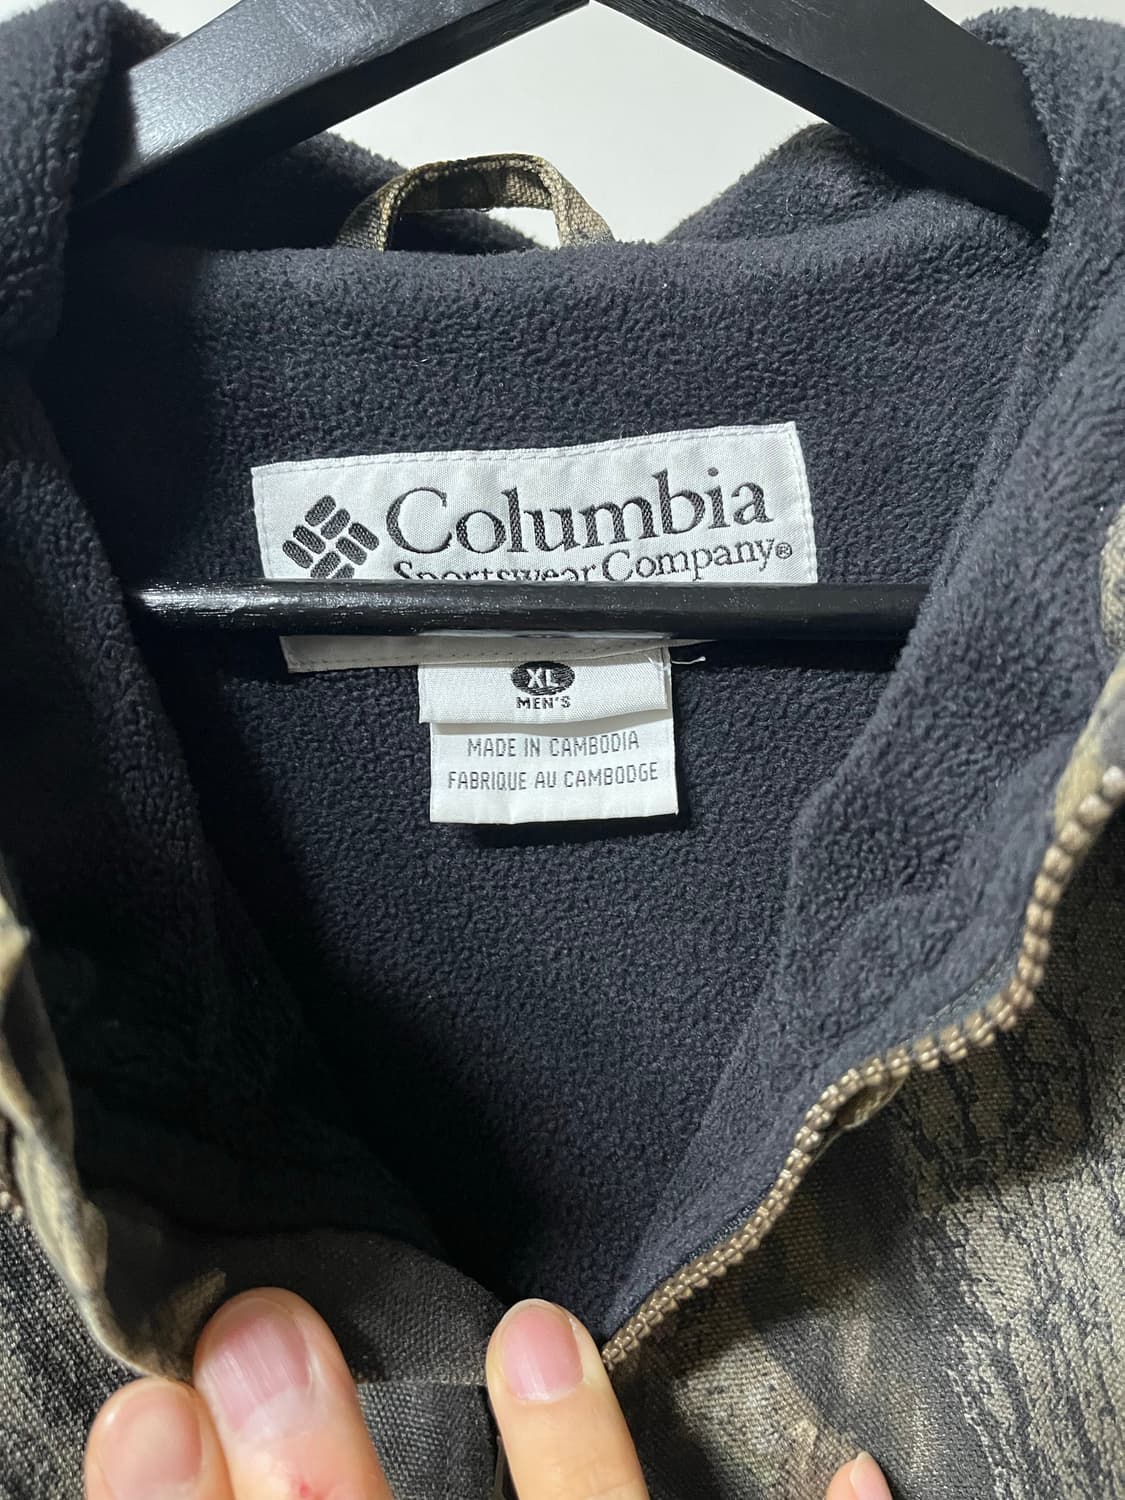 Columbia
Sportswear Company®
XL
MEN'S
MADE IN CAMBODIA
FABRIQUE AU CAMBODGE